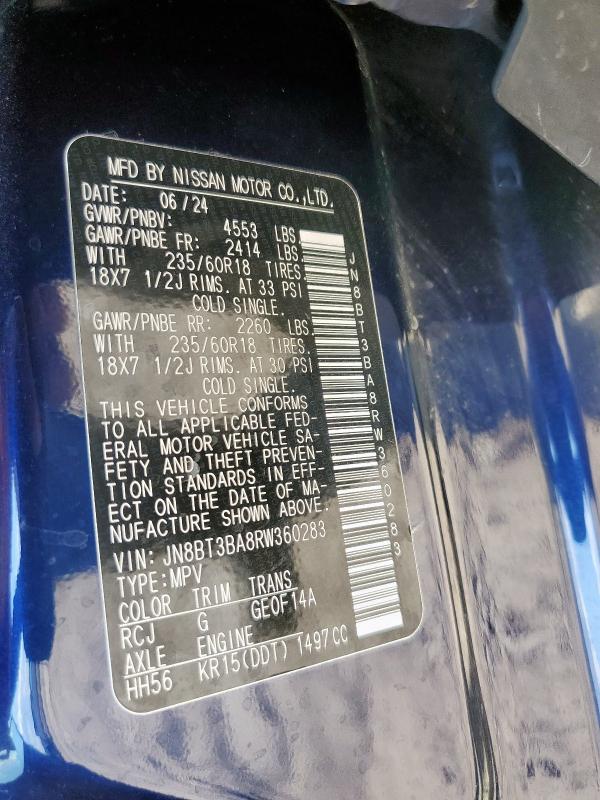 MFD BY NISSAN MOTOR CO.,LTD.
DATE: 06/24
GVWR/PNBV: 4553 LBS
GAWR/PNBE FR: 2414 LBS.
WITH 235/60R18 TIRES
18X7 1/2J RIMS. AT 33 PSI
COLD SINGLE.
GAWR/PNBE RR: 2260 LBS.
WITH 235/60R18 TIRES.
18X7 1/2J RIMS. AT 30 PSI
COLD SINGLE.
THIS VEHICLE CONFORMS
TO ALL APPLICABLE FED-
ERAL MOTOR VEHICLE SA-
FETY AND THEFT PREVEN-
TION STANDARDS IN EFF-
ECT ON THE DATE OF MA-
NUFACTURE SHOWN ABOVE.
VIN: JN8BT3BA8RW360283
TYPE:MPV
COLOR TRIM TRANS
RCJ G GE0F14A
AXLE ENGINE
HH56 KR15(DDT) 1497CC
JN8BT3BA8RW360283